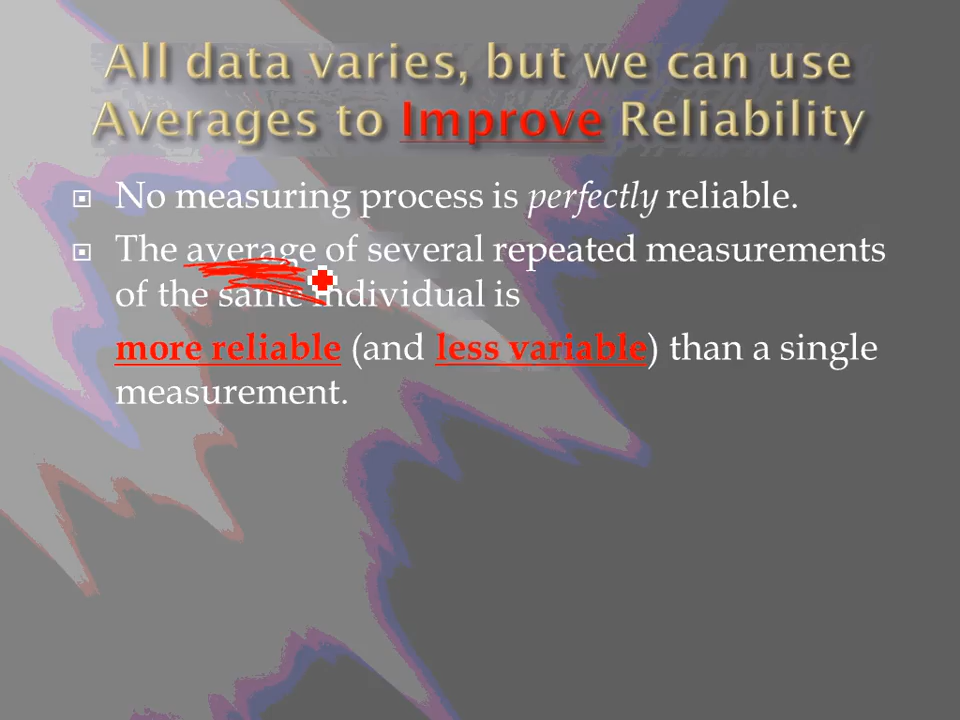 All data varies, but we can use
Averages to Improve Reliability
No measuring process is perfectly reliable.
The average of several repeated measurements
of the same individual is
more reliable (and less variable) than a single
measurement.